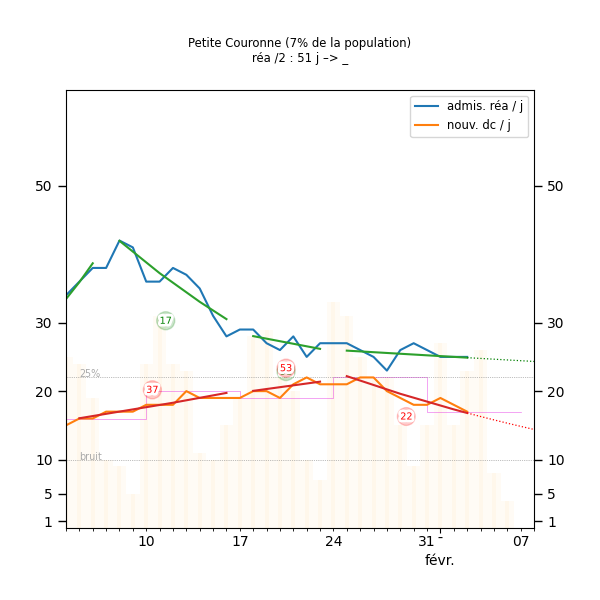 Petite Couronne (7% de la population)
réa /2 : 51 j –> _
admis. réa / j
nouv. dc / j
50 50
30 30
20 20
10 10
5 5
1 1
25%
bruit
17
37
53
22
10 17 24 31 - 07
févr.